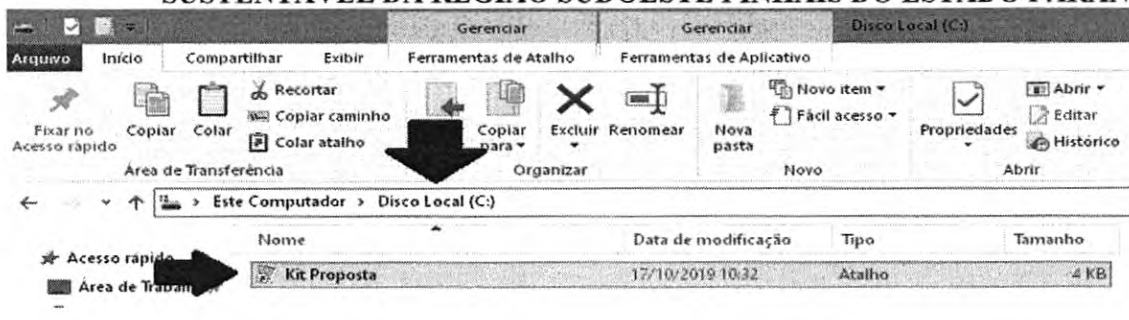 Gerenciar Gerenciar Disco Local (C:)
Arquivo Início Compartilhar Exibir Ferramentas de Atalho Ferramentas de Aplicativo
Fixar no Acesso rápido
Copiar
Colar
Recortar
Copiar caminho
Colar atalho
Área de Transferência
Copiar para
Excluir
Renomear
Organizar
Nova pasta
Novo item
Fácil acesso
Novo
Propriedades
Abrir
Editar
Histórico
Abrir
Este Computador > Disco Local (C:)
Nome Data de modificação Tipo Tamanho
Acesso rápido
Kit Proposta 17/10/2019 10:32 Atalho 4 KB
Área de